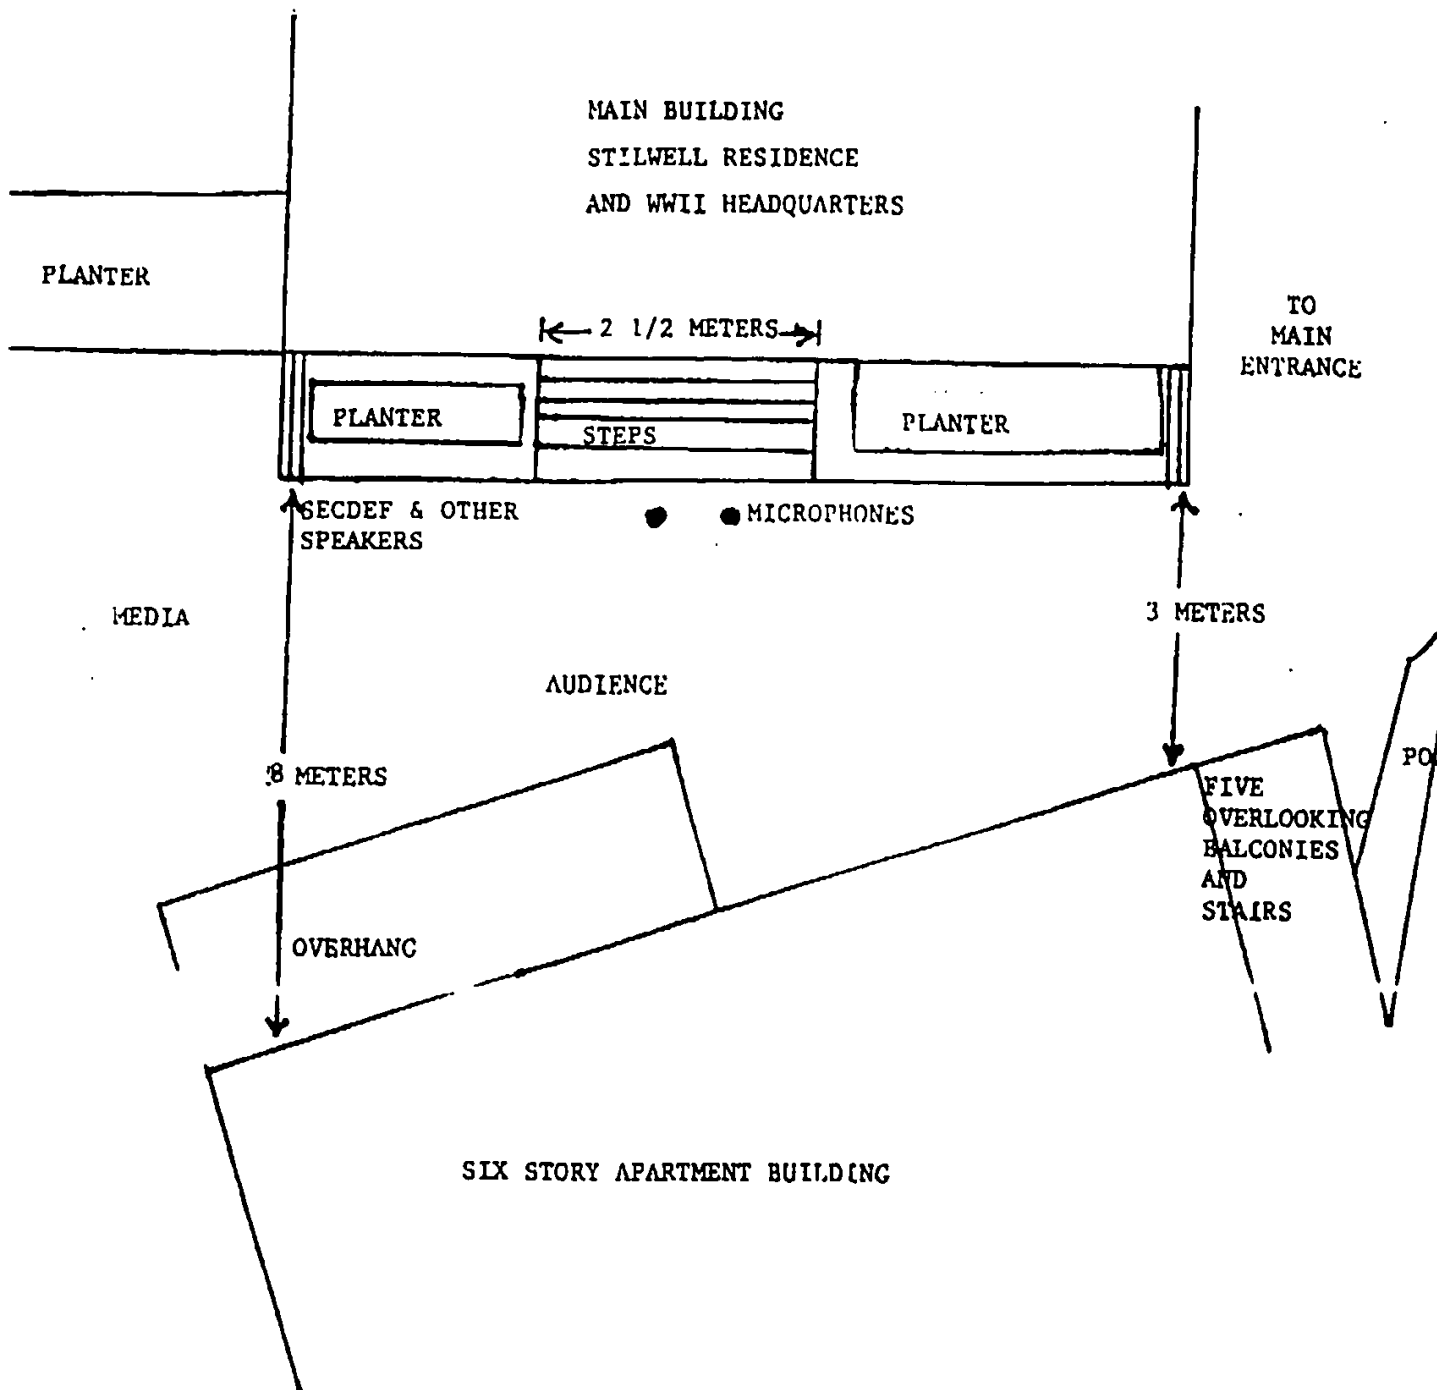 MAIN BUILDING
STILWELL RESIDENCE
AND WWII HEADQUARTERS
PLANTER
TO
MAIN
ENTRANCE
2 1/2 METERS
PLANTER
STEPS
PLANTER
SECDEF & OTHER
SPEAKERS
MICROPHONES
MEDIA
3 METERS
AUDIENCE
8 METERS
FIVE
OVERLOOKING
BALCONIES
AND
STAIRS
OVERHANG
SIX STORY APARTMENT BUILDING